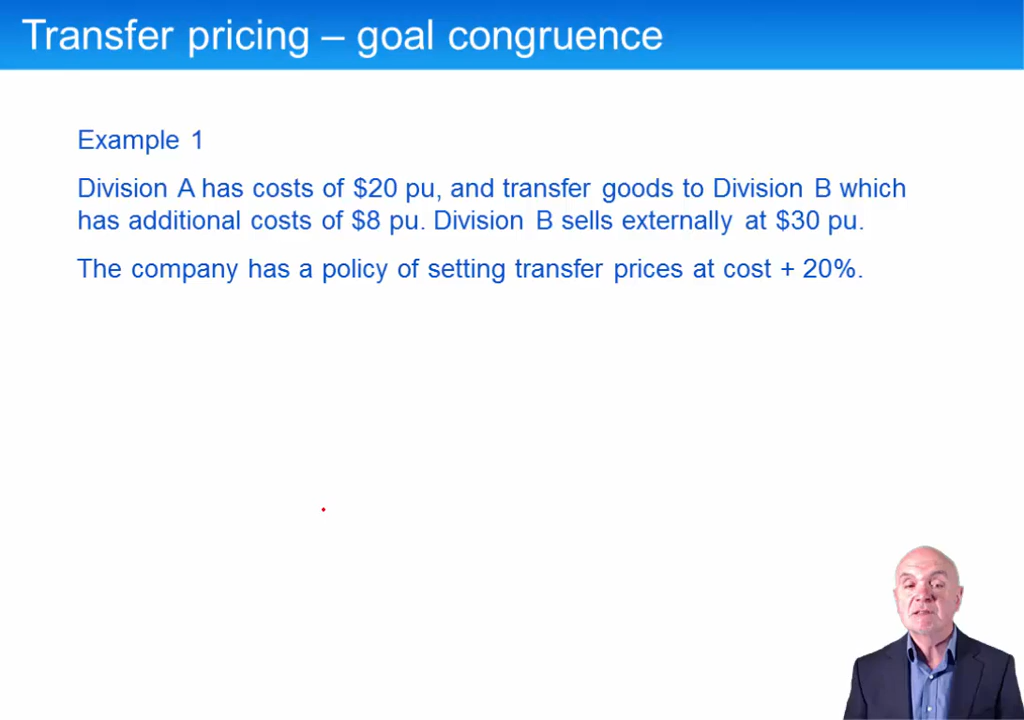 Transfer pricing – goal congruence
Example 1
Division A has costs of $20 pu, and transfer goods to Division B which
has additional costs of $8 pu. Division B sells externally at $30 pu.
The company has a policy of setting transfer prices at cost + 20%.